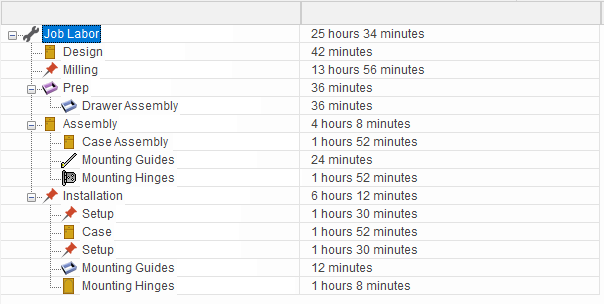 Job Labor 25 hours 34 minutes
Design 42 minutes
Milling 13 hours 56 minutes
Prep 36 minutes
Drawer Assembly 36 minutes
Assembly 4 hours 8 minutes
Case Assembly 1 hours 52 minutes
Mounting Guides 24 minutes
Mounting Hinges 1 hours 52 minutes
Installation 6 hours 12 minutes
Setup 1 hours 30 minutes
Case 1 hours 52 minutes
Setup 1 hours 30 minutes
Mounting Guides 12 minutes
Mounting Hinges 1 hours 8 minutes